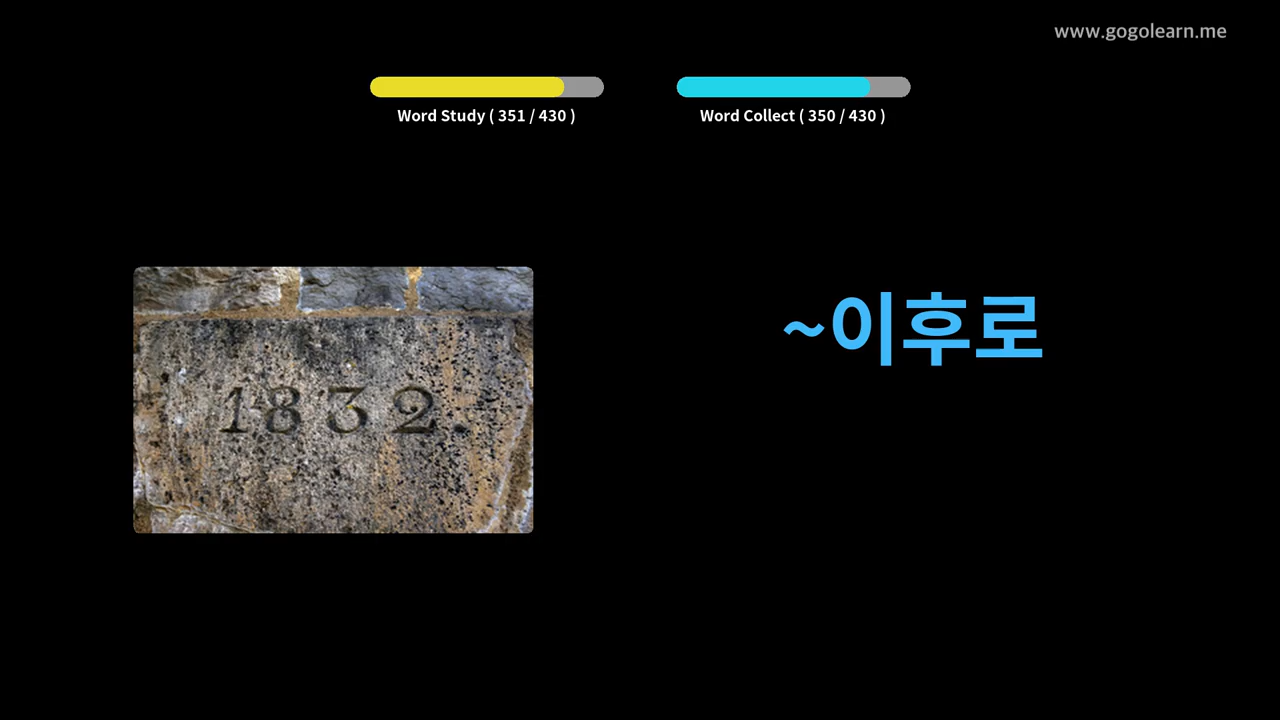 www.gogolearn.me
Word Study ( 351 / 430 )
Word Collect ( 350 / 430 )
~이후로
1832.